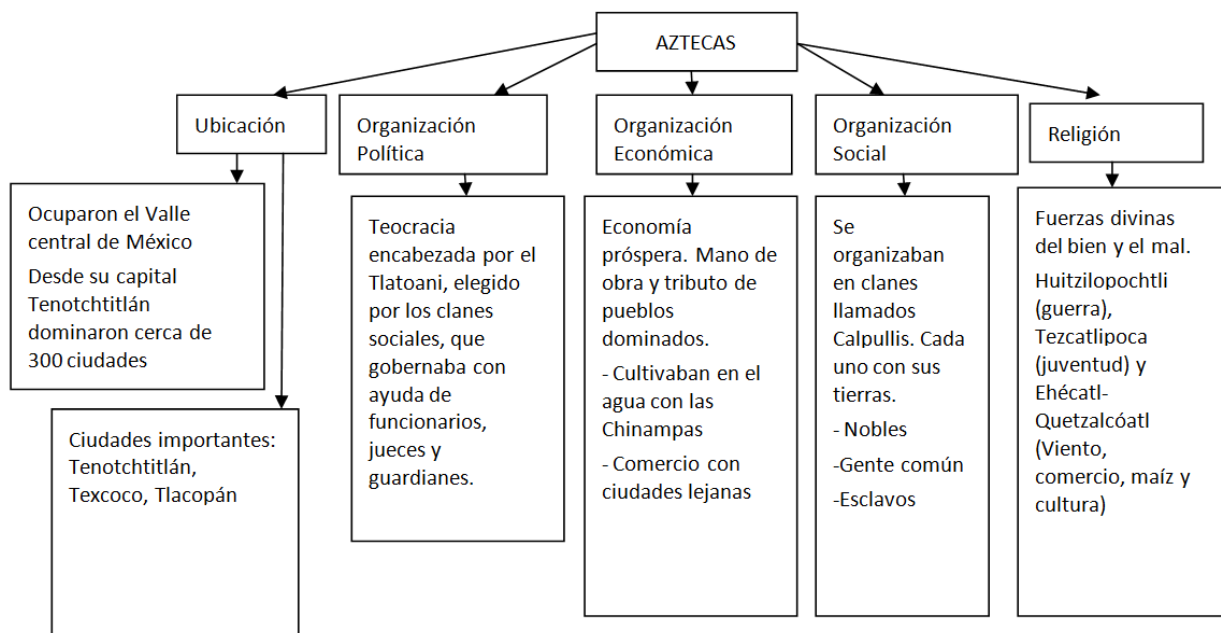 AZTECAS
Ubicación
Organización
Política
Organización
Económica
Organización
Social
Religión
Ocuparon el Valle
central de México
Desde su capital
Tenotchtitlán
dominaron cerca de
300 ciudades
Ciudades importantes:
Tenotchtitlán,
Texcoco, Tlacopán
Teocracia
encabezada por el
Tlatoani, elegido
por los clanes
sociales, que
gobernaba con
ayuda de
funcionarios,
jueces y
guardianes.
Economía
próspera. Mano de
obra y tributo de
pueblos
dominados.
- Cultivaban en el
agua con las
Chinampas
- Comercio con
ciudades lejanas
Se
organizaban
en clanes
llamados
Calpullis. Cada
uno con sus
tierras.
- Nobles
-Gente común
-Esclavos
Fuerzas divinas
del bien y el mal.
Huitzilopochtli
(guerra),
Tezcatlipoca
(juventud) y
Ehécatl-
Quetzalcóatl
(Viento,
comercio, maíz y
cultura)